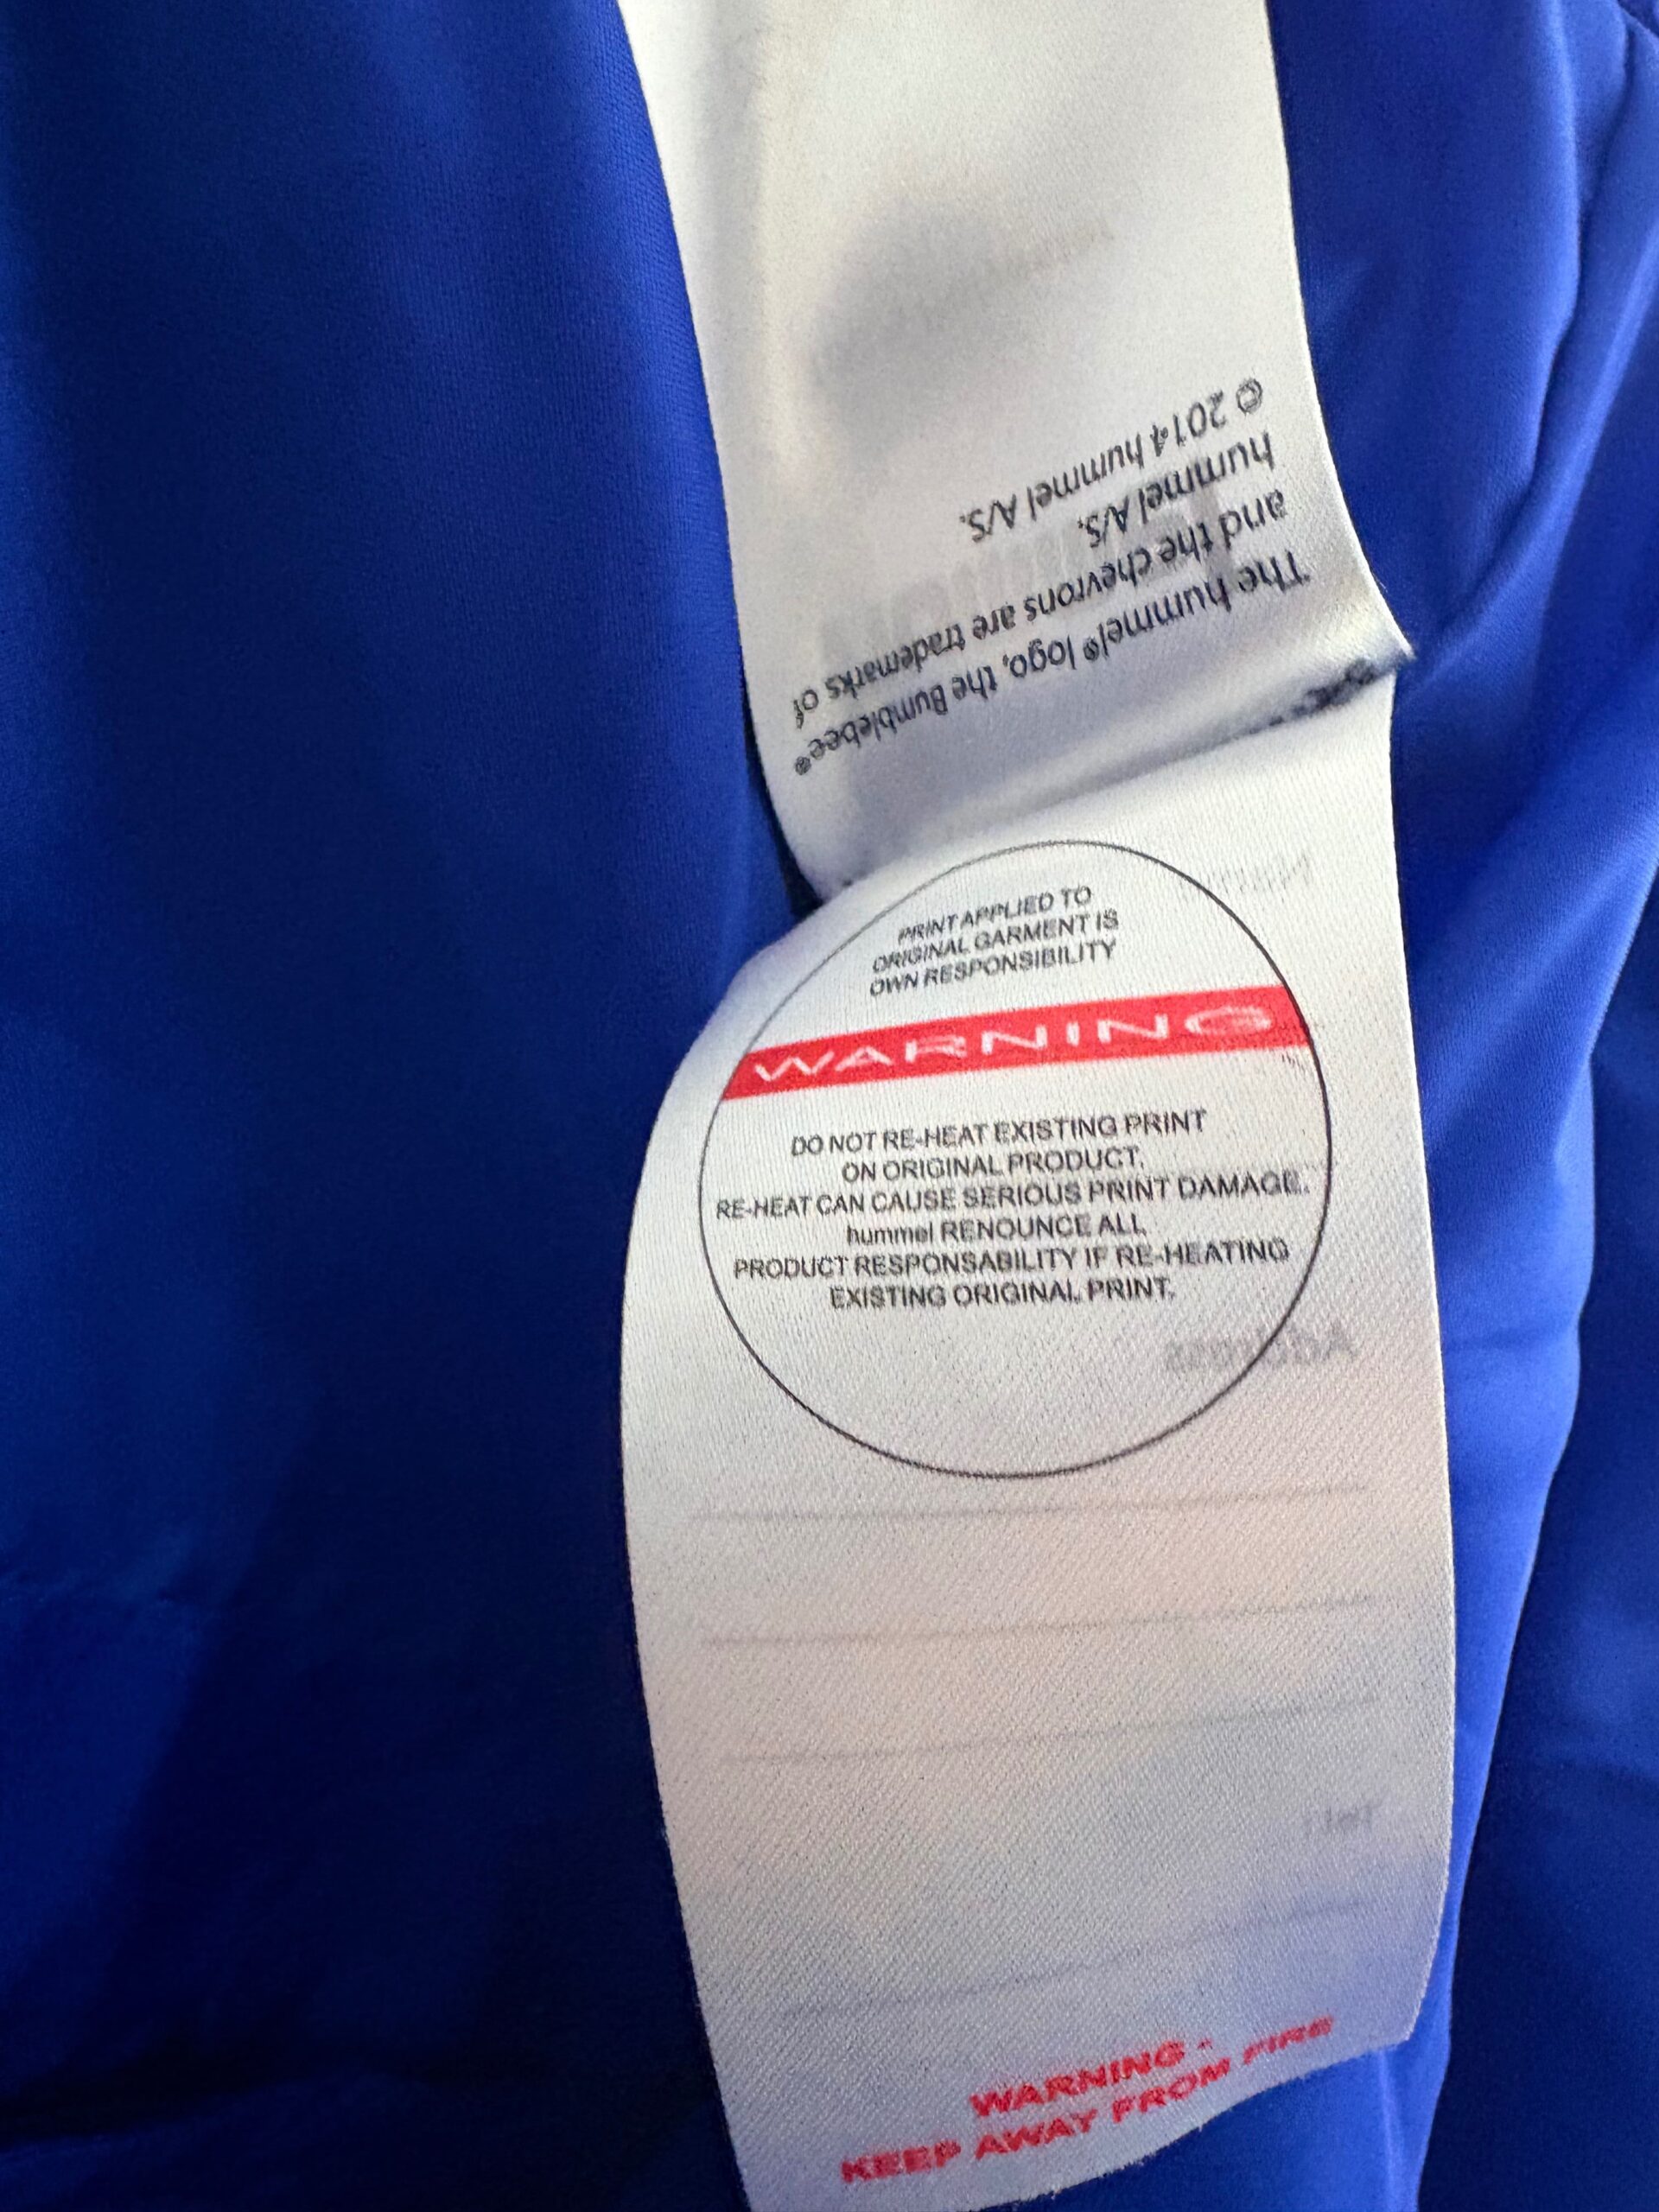 The hummel® logo, the Bumblebee®
and the chevrons are trademarks of
hummel A/S.
© 2014 hummel A/S.
PRINT APPLIED TO
ORIGINAL GARMENT IS
OWN RESPONSIBILITY
WARNING
DO NOT RE-HEAT EXISTING PRINT
ON ORIGINAL PRODUCT.
RE-HEAT CAN CAUSE SERIOUS PRINT DAMAGE.
hummel RENOUNCE ALL
PRODUCT RESPONSABILITY IF RE-HEATING
EXISTING ORIGINAL PRINT.
Address
WARNING -
KEEP AWAY FROM FIRE